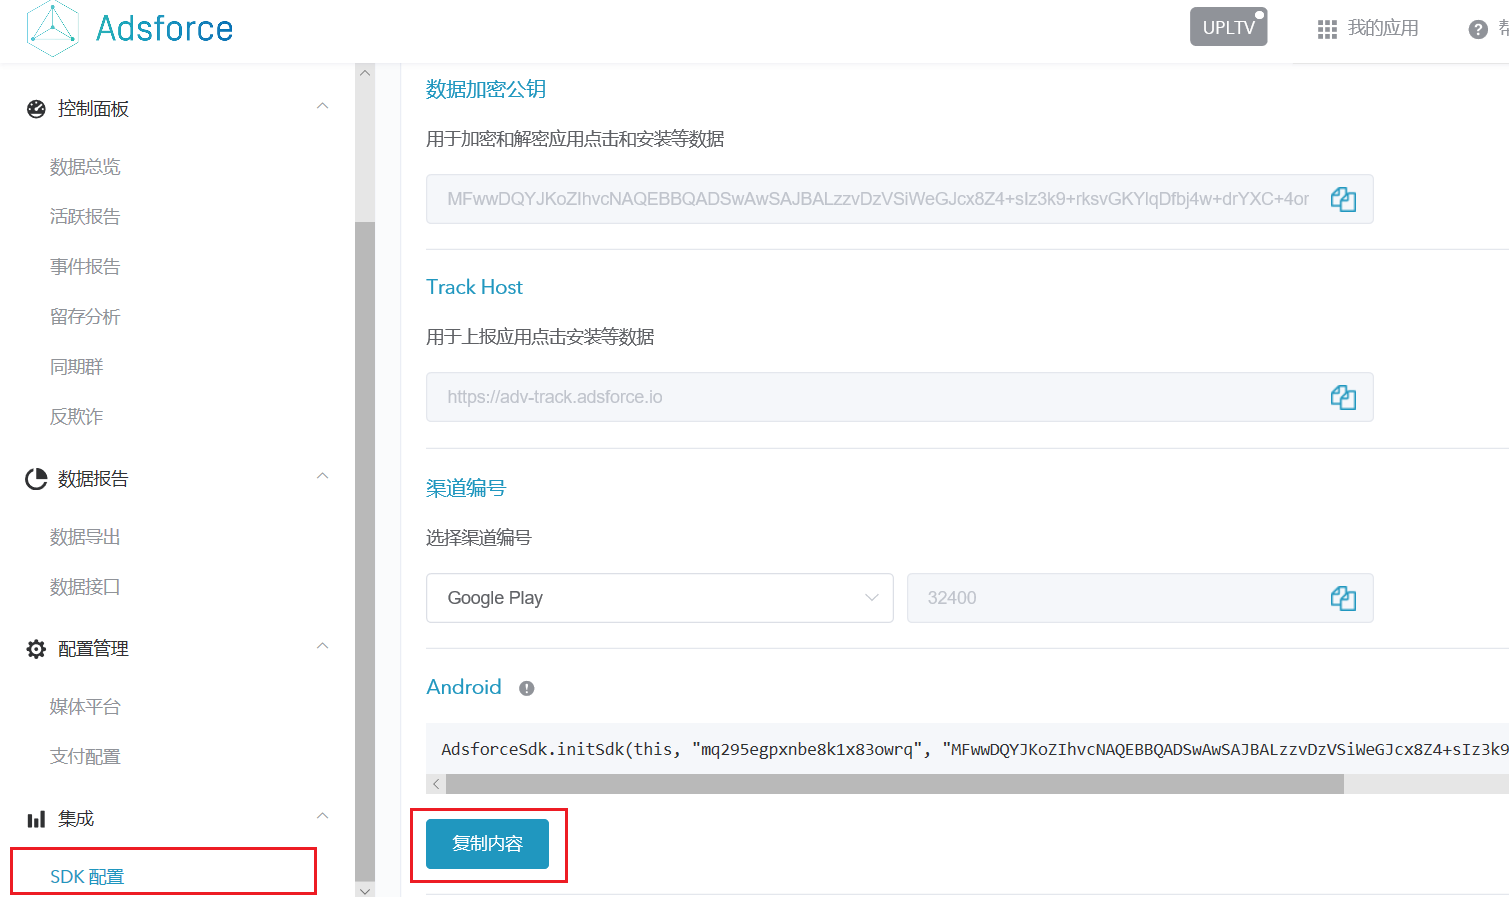 Adsforce
UPLTV
我的应用
帮
控制面板
数据总览
活跃报告
事件报告
留存分析
同期群
反欺诈
数据报告
数据导出
数据接口
配置管理
媒体平台
支付配置
集成
SDK 配置
数据加密公钥
用于加密和解密应用点击和安装等数据
MFwwDQYJKoZIhvcNAQEBBQADSwAwSAJBALzzvDzVSiWeGJcx8Z4+sIz3k9+rksvGKYlqDfbj4w+drYXC+4or
Track Host
用于上报应用点击安装等数据
https://adv-track.adsforce.io
渠道编号
选择渠道编号
Google Play
32400
Android
AdsforceSdk.initSdk(this, "mq295egpxnbe8k1x83owrq", "MFwwDQYJKoZIhvcNAQEBBQADSwAwSAJBALzzvDzVSiWeGJcx8Z4+sIz3k9
复制内容